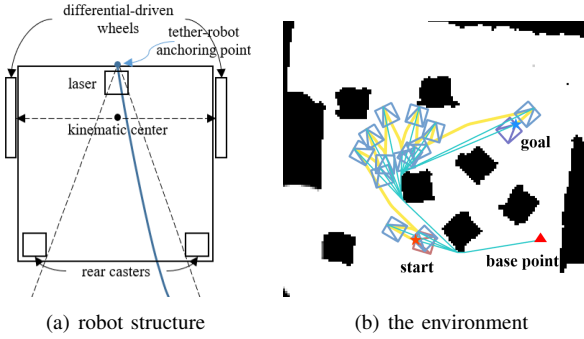 differential-driven
wheels
tether-robot
anchoring point
laser
kinematic center
rear casters
(a) robot structure
goal
start
base point
(b) the environment